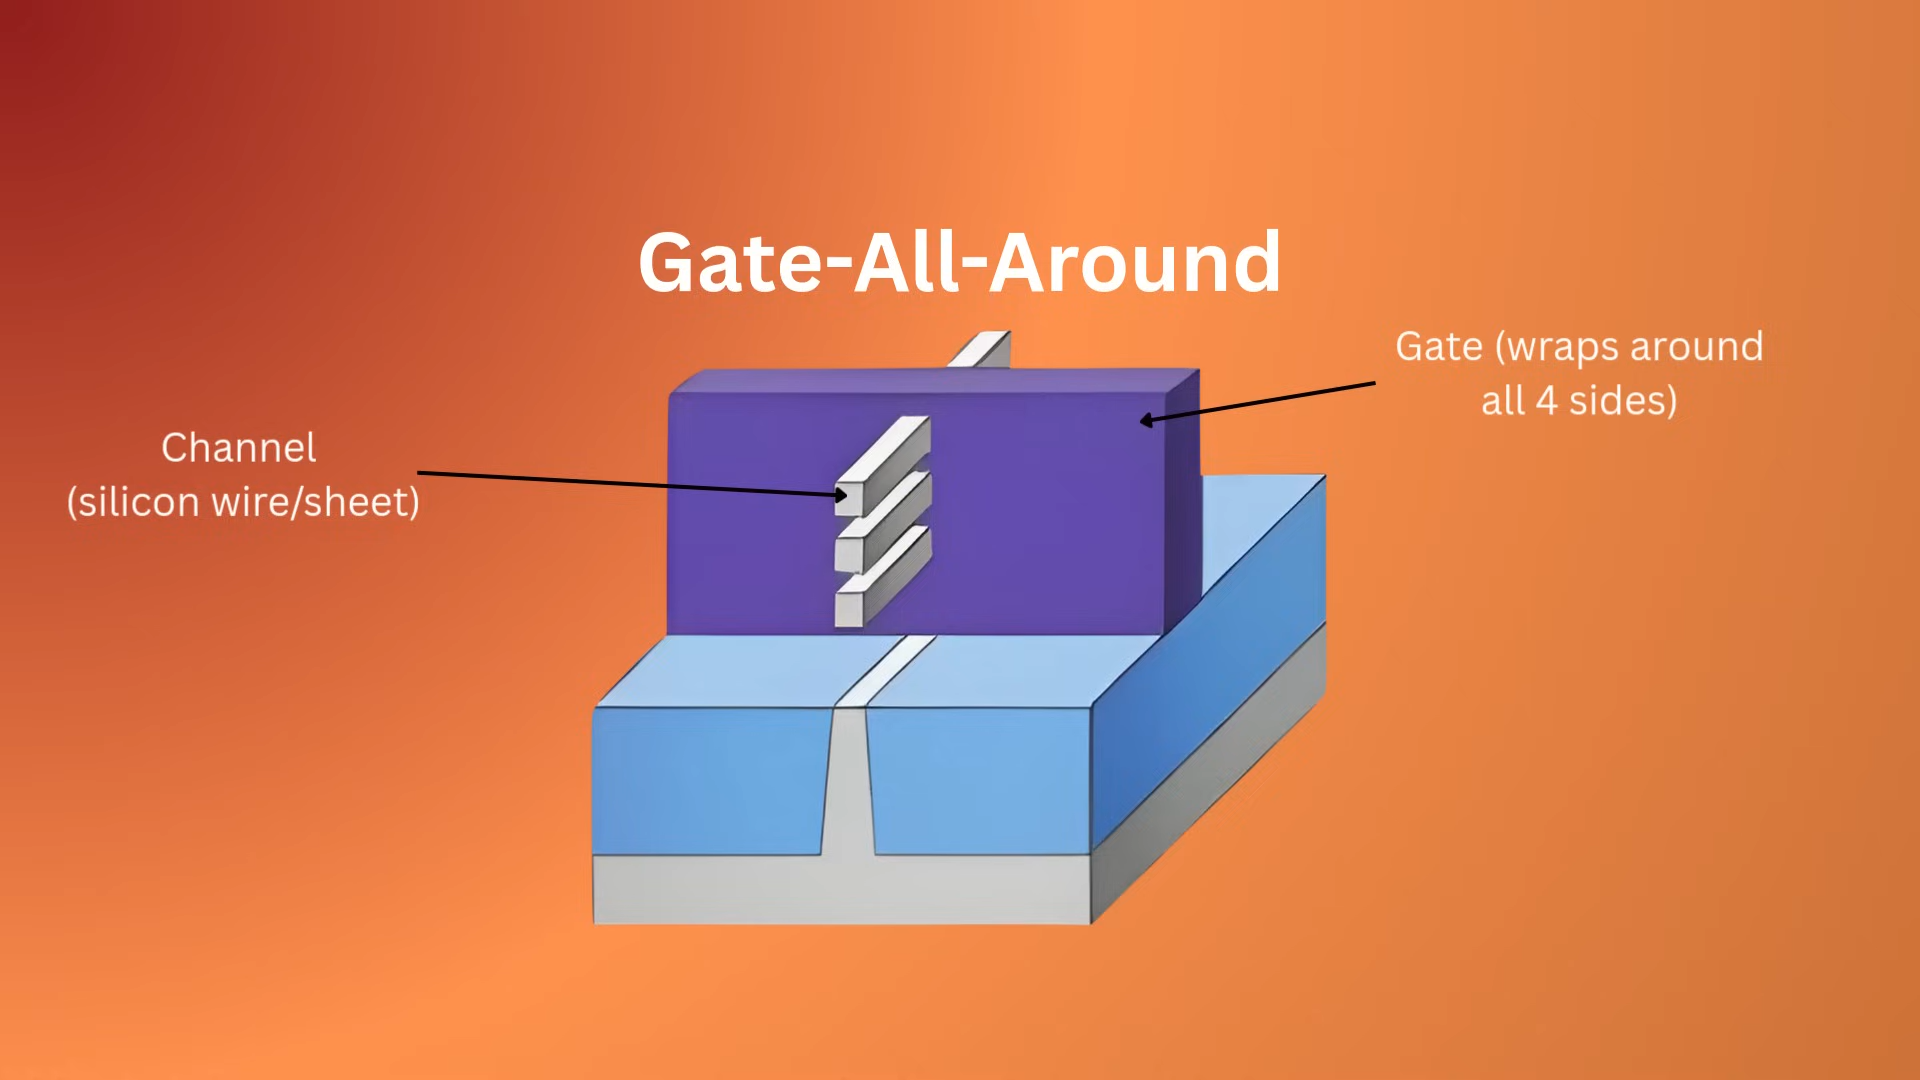 Gate-All-Around
Gate (wraps around
all 4 sides)
Channel
(silicon wire/sheet)